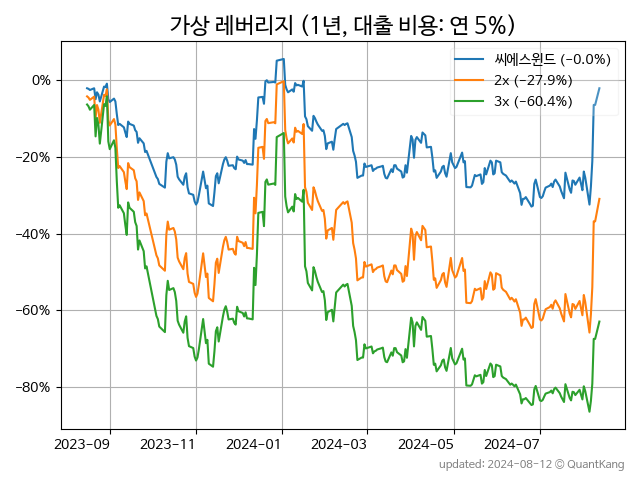 가상 레버리지 (1년, 대출 비용: 연 5%)
씨에스윈드 (-0.0%)
2x (-27.9%)
3x (-60.4%)
0%
−20%
−40%
−60%
−80%
2023-09 2023-11 2024-01 2024-03 2024-05 2024-07
updated: 2024-08-12 © QuantKang